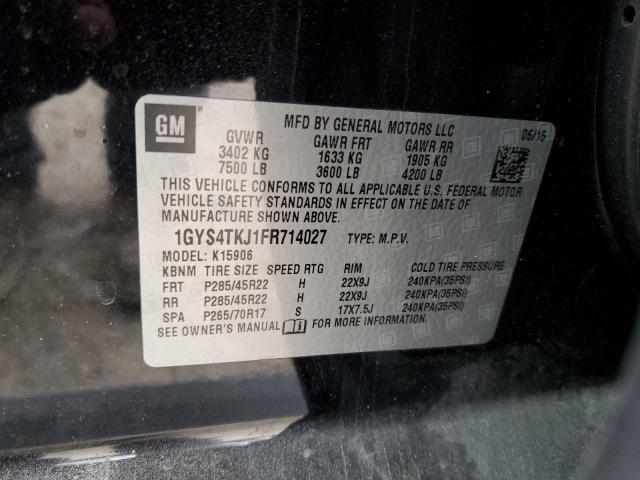 GM
MFD BY GENERAL MOTORS LLC 06/15
GVWR GAWR FRT GAWR RR
3402 KG 1633 KG 1905 KG
7500 LB 3600 LB 4200 LB
THIS VEHICLE CONFORMS TO ALL APPLICABLE U.S. FEDERAL MOTOR
VEHICLE SAFETY STANDARDS IN EFFECT ON THE DATE OF
MANUFACTURE SHOWN ABOVE.
1GYS4TKJ1FR714027 TYPE: M.P.V.
MODEL: K15906
KBNM TIRE SIZE SPEED RTG RIM COLD TIRE PRESSURE
FRT P285/45R22 H 22X9J 240KPA(35PSI)
RR P285/45R22 H 22X9J 240KPA(35PSI)
SPA P265/70R17 S 17X7.5J 240KPA(35PSI)
SEE OWNER'S MANUAL FOR MORE INFORMATION.